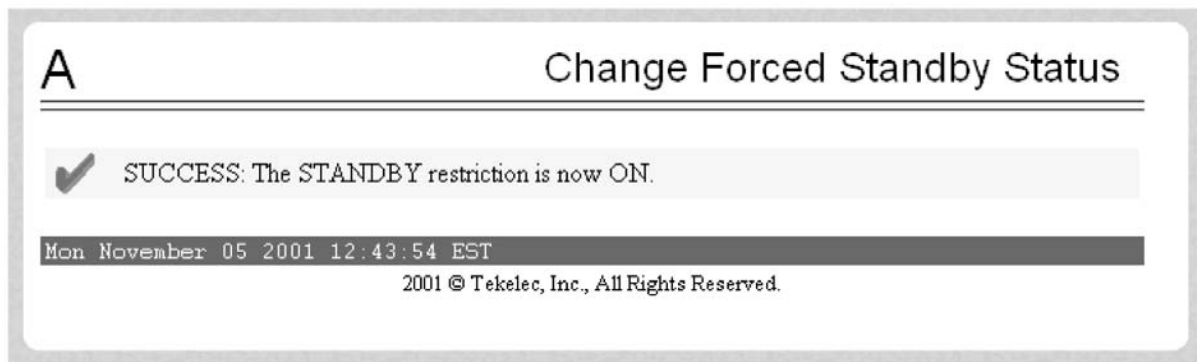 A
Change Forced Standby Status
SUCCESS: The STANDBY restriction is now ON.
Mon November 05 2001 12:43:54 EST
2001 © Tekelec, Inc., All Rights Reserved.